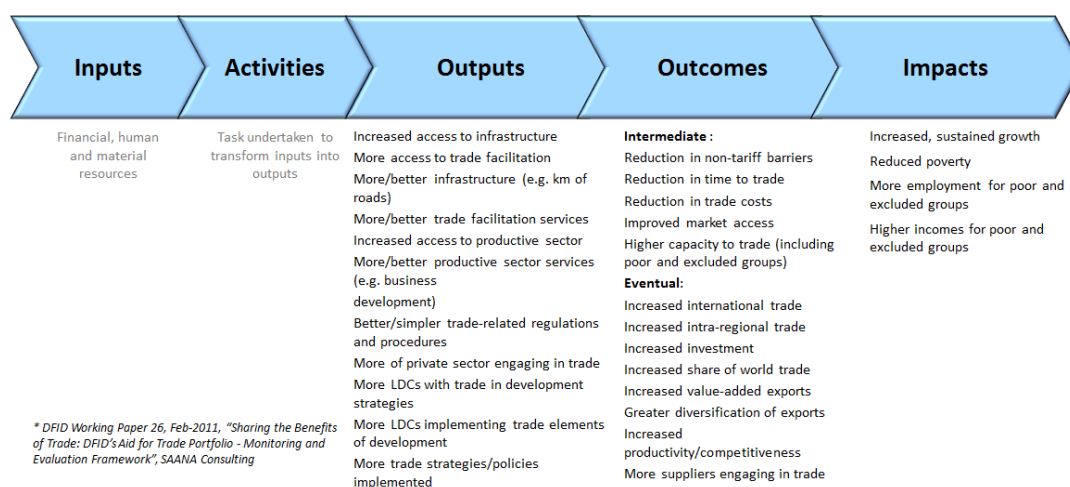 Inputs
Activities
Outputs
Outcomes
Impacts
Financial, human
and material
resources
Task undertaken to
transform inputs into
outputs
Increased access to infrastructure
More access to trade facilitation
More/better infrastructure (e.g. km of
roads)
More/better trade facilitation services
Increased access to productive sector
More/better productive sector services
(e.g. business
development)
Better/simpler trade-related regulations
and procedures
More of private sector engaging in trade
More LDCs with trade in development
strategies
More LDCs implementing trade elements
of development
More trade strategies/policies
implemented
Intermediate :
Reduction in non-tariff barriers
Reduction in time to trade
Reduction in trade costs
Improved market access
Higher capacity to trade (including
poor and excluded groups)
Eventual:
Increased international trade
Increased intra-regional trade
Increased investment
Increased share of world trade
Increased value-added exports
Greater diversification of exports
Increased
productivity/competitiveness
More suppliers engaging in trade
Increased, sustained growth
Reduced poverty
More employment for poor and
excluded groups
Higher incomes for poor and
excluded groups
* DFID Working Paper 26, Feb-2011, “Sharing the Benefits
of Trade: DFID’s Aid for Trade Portfolio - Monitoring and
Evaluation Framework”, SAANA Consulting